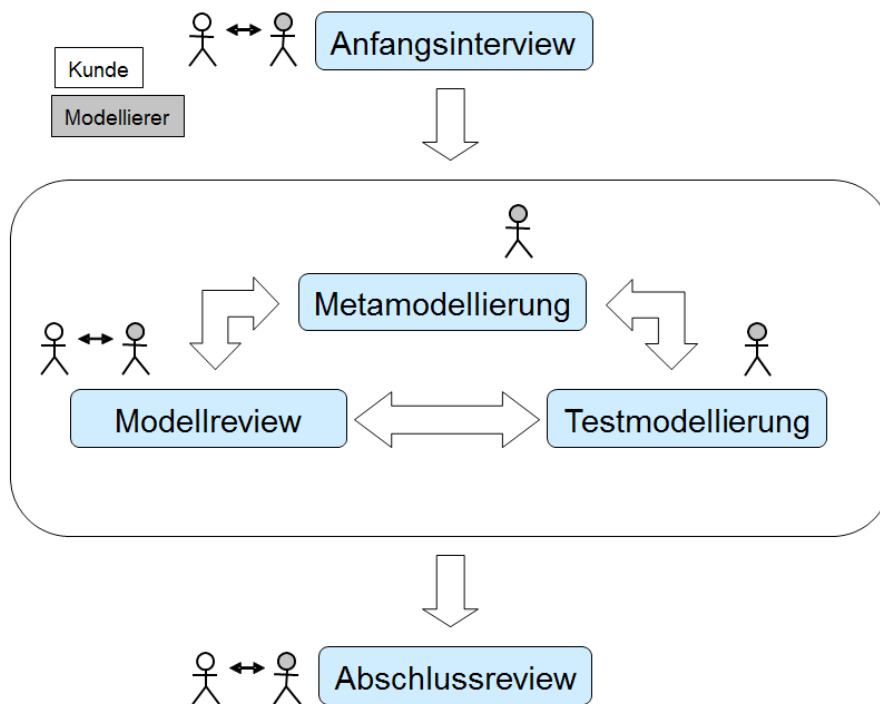 Anfangsinterview
Kunde
Modellierer
Metamodellierung
Modellreview
Testmodellierung
Abschlussreview